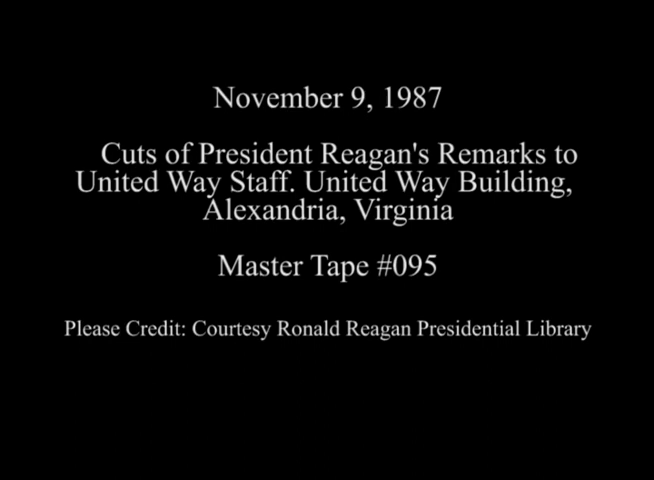 November 9, 1987
Cuts of President Reagan's Remarks to
United Way Staff. United Way Building,
Alexandria, Virginia
Master Tape #095
Please Credit: Courtesy Ronald Reagan Presidential Library